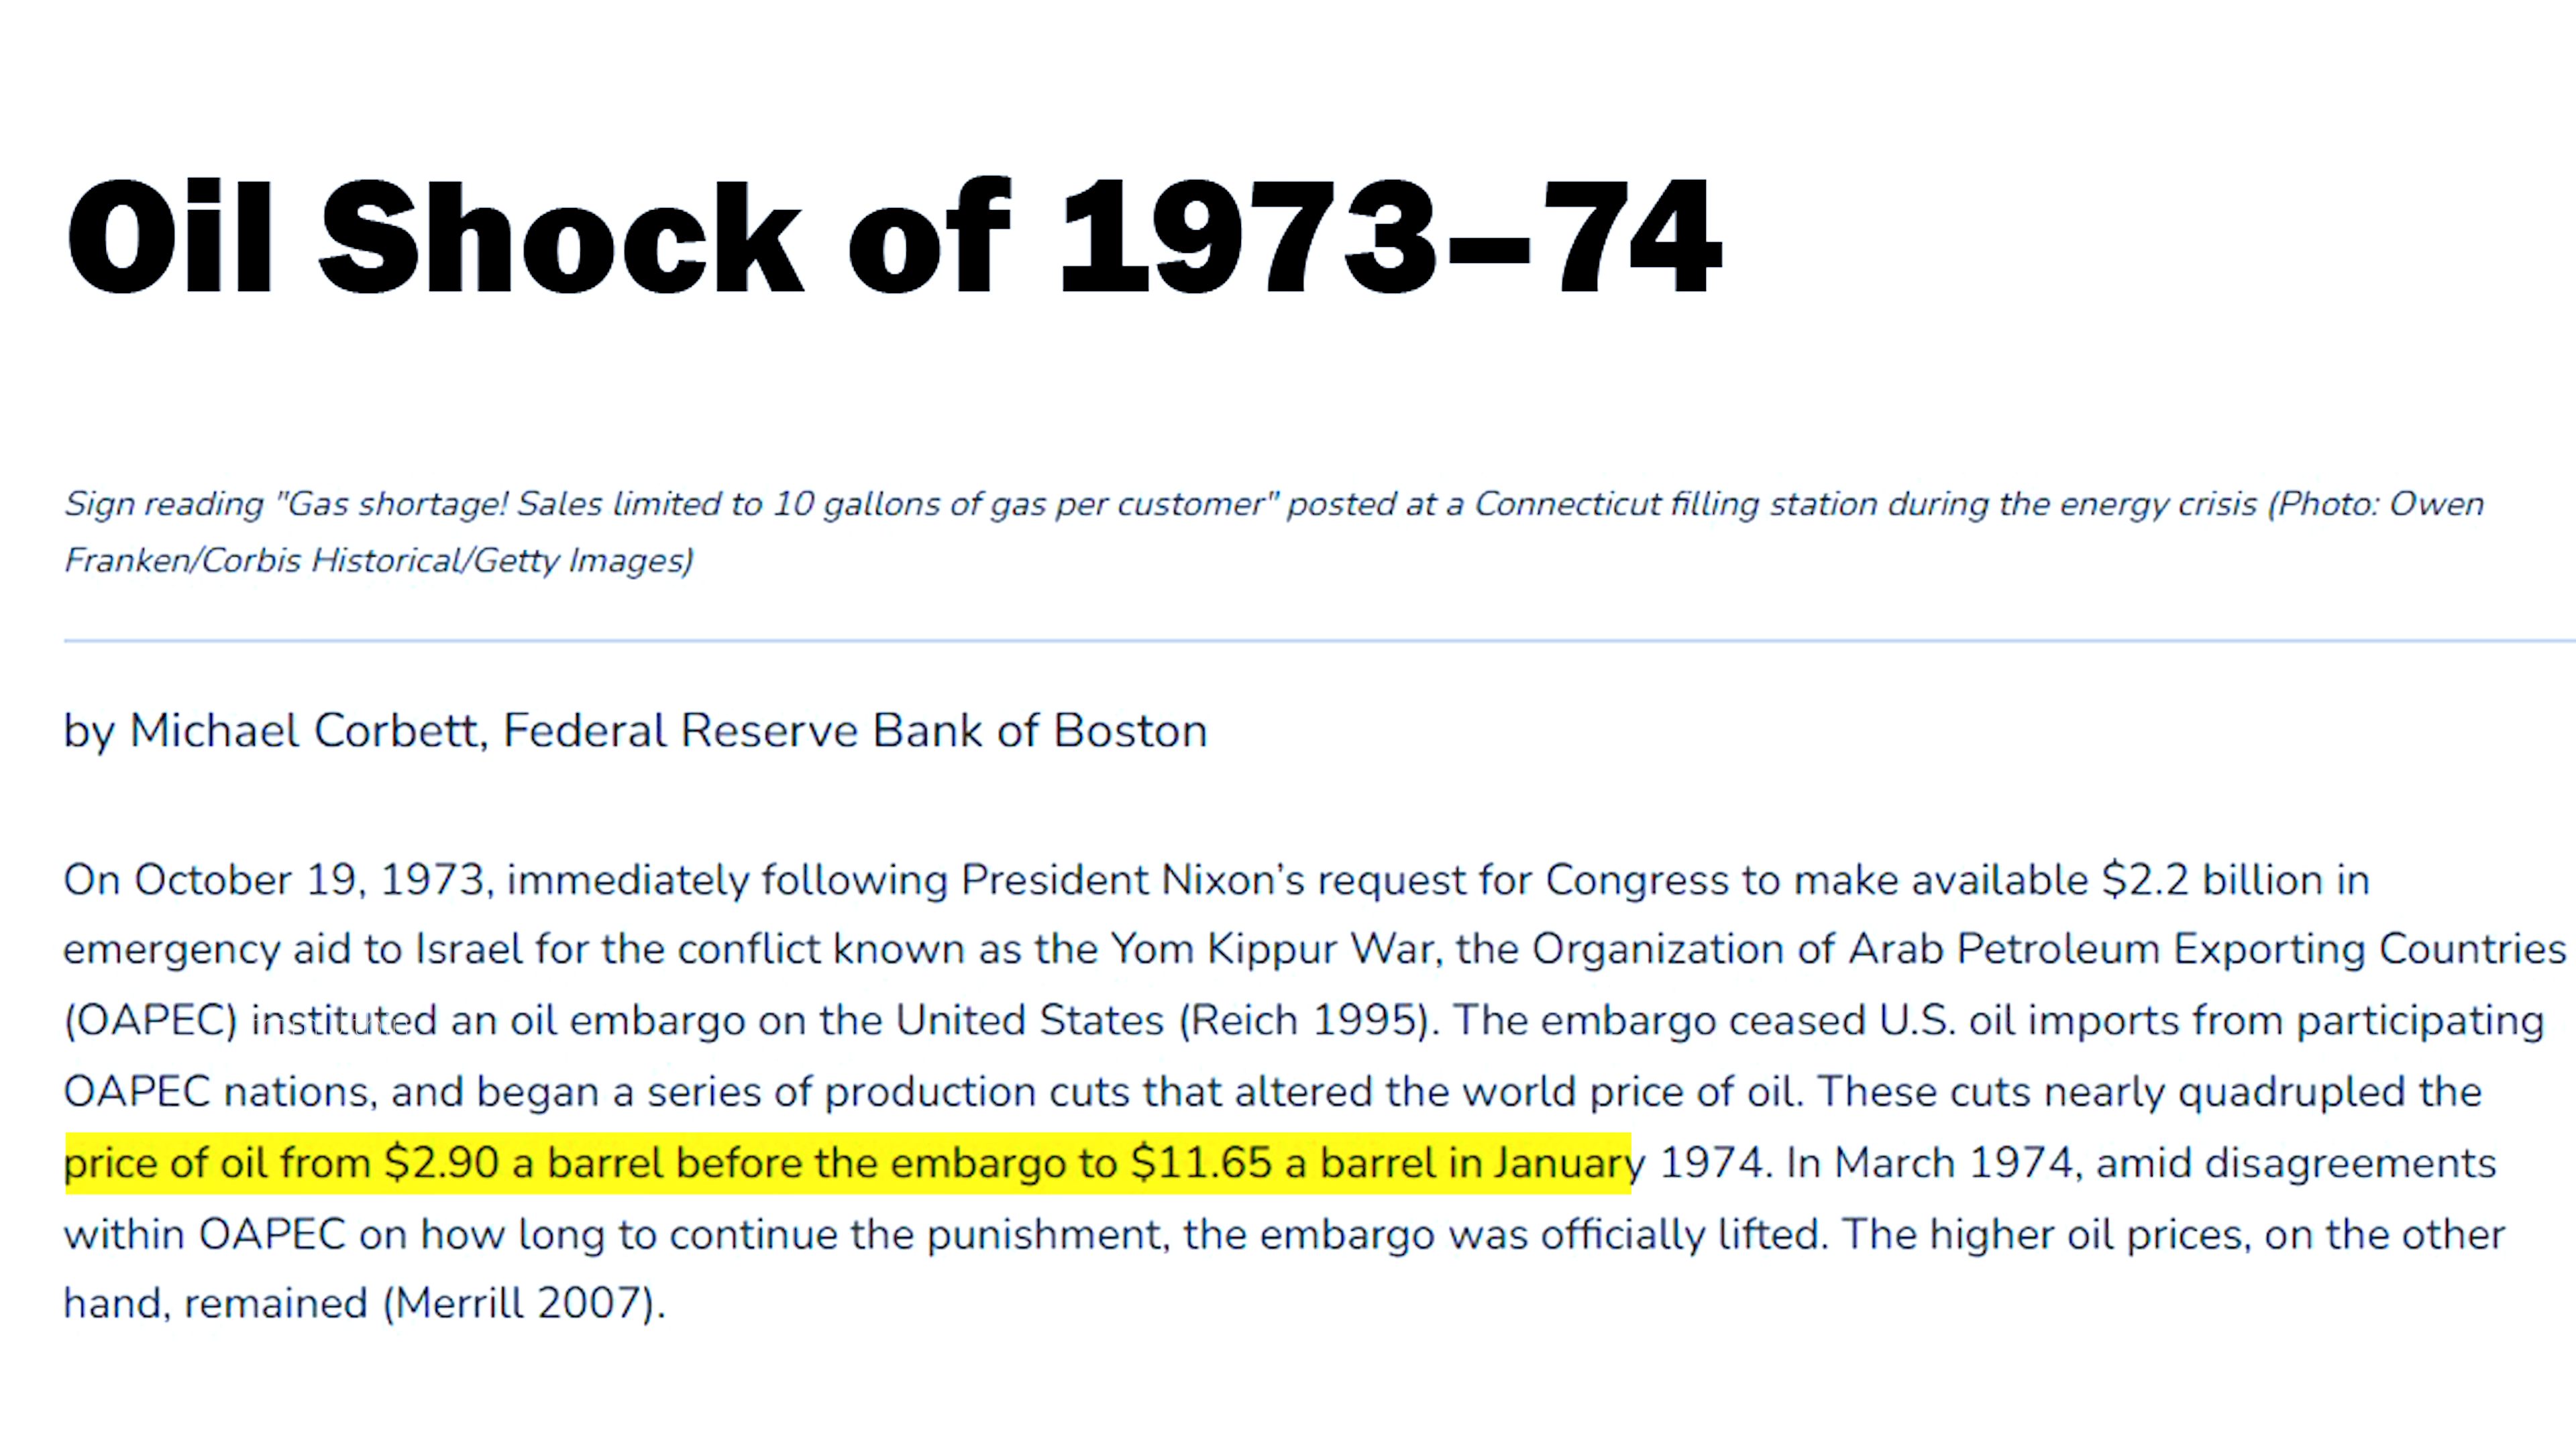 Oil Shock of 1973–74
Sign reading "Gas shortage! Sales limited to 10 gallons of gas per customer" posted at a Connecticut filling station during the energy crisis (Photo: Owen
Franken/Corbis Historical/Getty Images)
by Michael Corbett, Federal Reserve Bank of Boston
On October 19, 1973, immediately following President Nixon’s request for Congress to make available $2.2 billion in
emergency aid to Israel for the conflict known as the Yom Kippur War, the Organization of Arab Petroleum Exporting Countries
(OAPEC) instituted an oil embargo on the United States (Reich 1995). The embargo ceased U.S. oil imports from participating
OAPEC nations, and began a series of production cuts that altered the world price of oil. These cuts nearly quadrupled the
price of oil from $2.90 a barrel before the embargo to $11.65 a barrel in January 1974. In March 1974, amid disagreements
within OAPEC on how long to continue the punishment, the embargo was officially lifted. The higher oil prices, on the other
hand, remained (Merrill 2007).